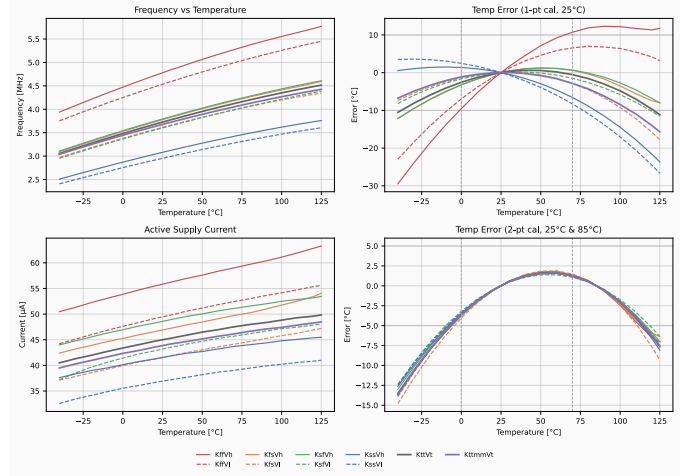 Frequency vs Temperature
Frequency [MHz]
5.5
5.0
4.5
4.0
3.5
3.0
2.5
−25 0 25 50 75 100 125
Temperature [°C]
Temp Error (1-pt cal, 25°C)
Error [°C]
10
0
−10
−20
−30
−25 0 25 50 75 100 125
Temperature [°C]
Active Supply Current
Current [µA]
60
55
50
45
40
35
−25 0 25 50 75 100 125
Temperature [°C]
Temp Error (2-pt cal, 25°C & 85°C)
Error [°C]
5.0
2.5
0.0
−2.5
−5.0
−7.5
−10.0
−12.5
−15.0
−25 0 25 50 75 100 125
Temperature [°C]
KffVh KfsVh KsfVh KssVh KttVt KttmmVt
KffVl KfsVl KsfVl KssVl